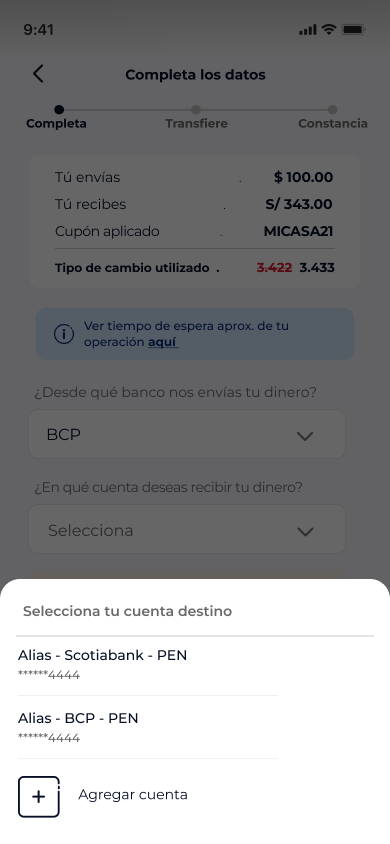 9:41
Completa los datos
Completa Transfiere Constancia
Tú envías . $ 100.00
Tú recibes . S/ 343.00
Cupón aplicado . MICASA21
Tipo de cambio utilizado . 3.422 3.433
Ver tiempo de espera aprox. de tu
operación aquí
¿Desde qué banco nos envías tu dinero?
BCP
¿En qué cuenta deseas recibir tu dinero?
Selecciona
Selecciona tu cuenta destino
Alias - Scotiabank - PEN
******4444
Alias - BCP - PEN
******4444
+ Agregar cuenta